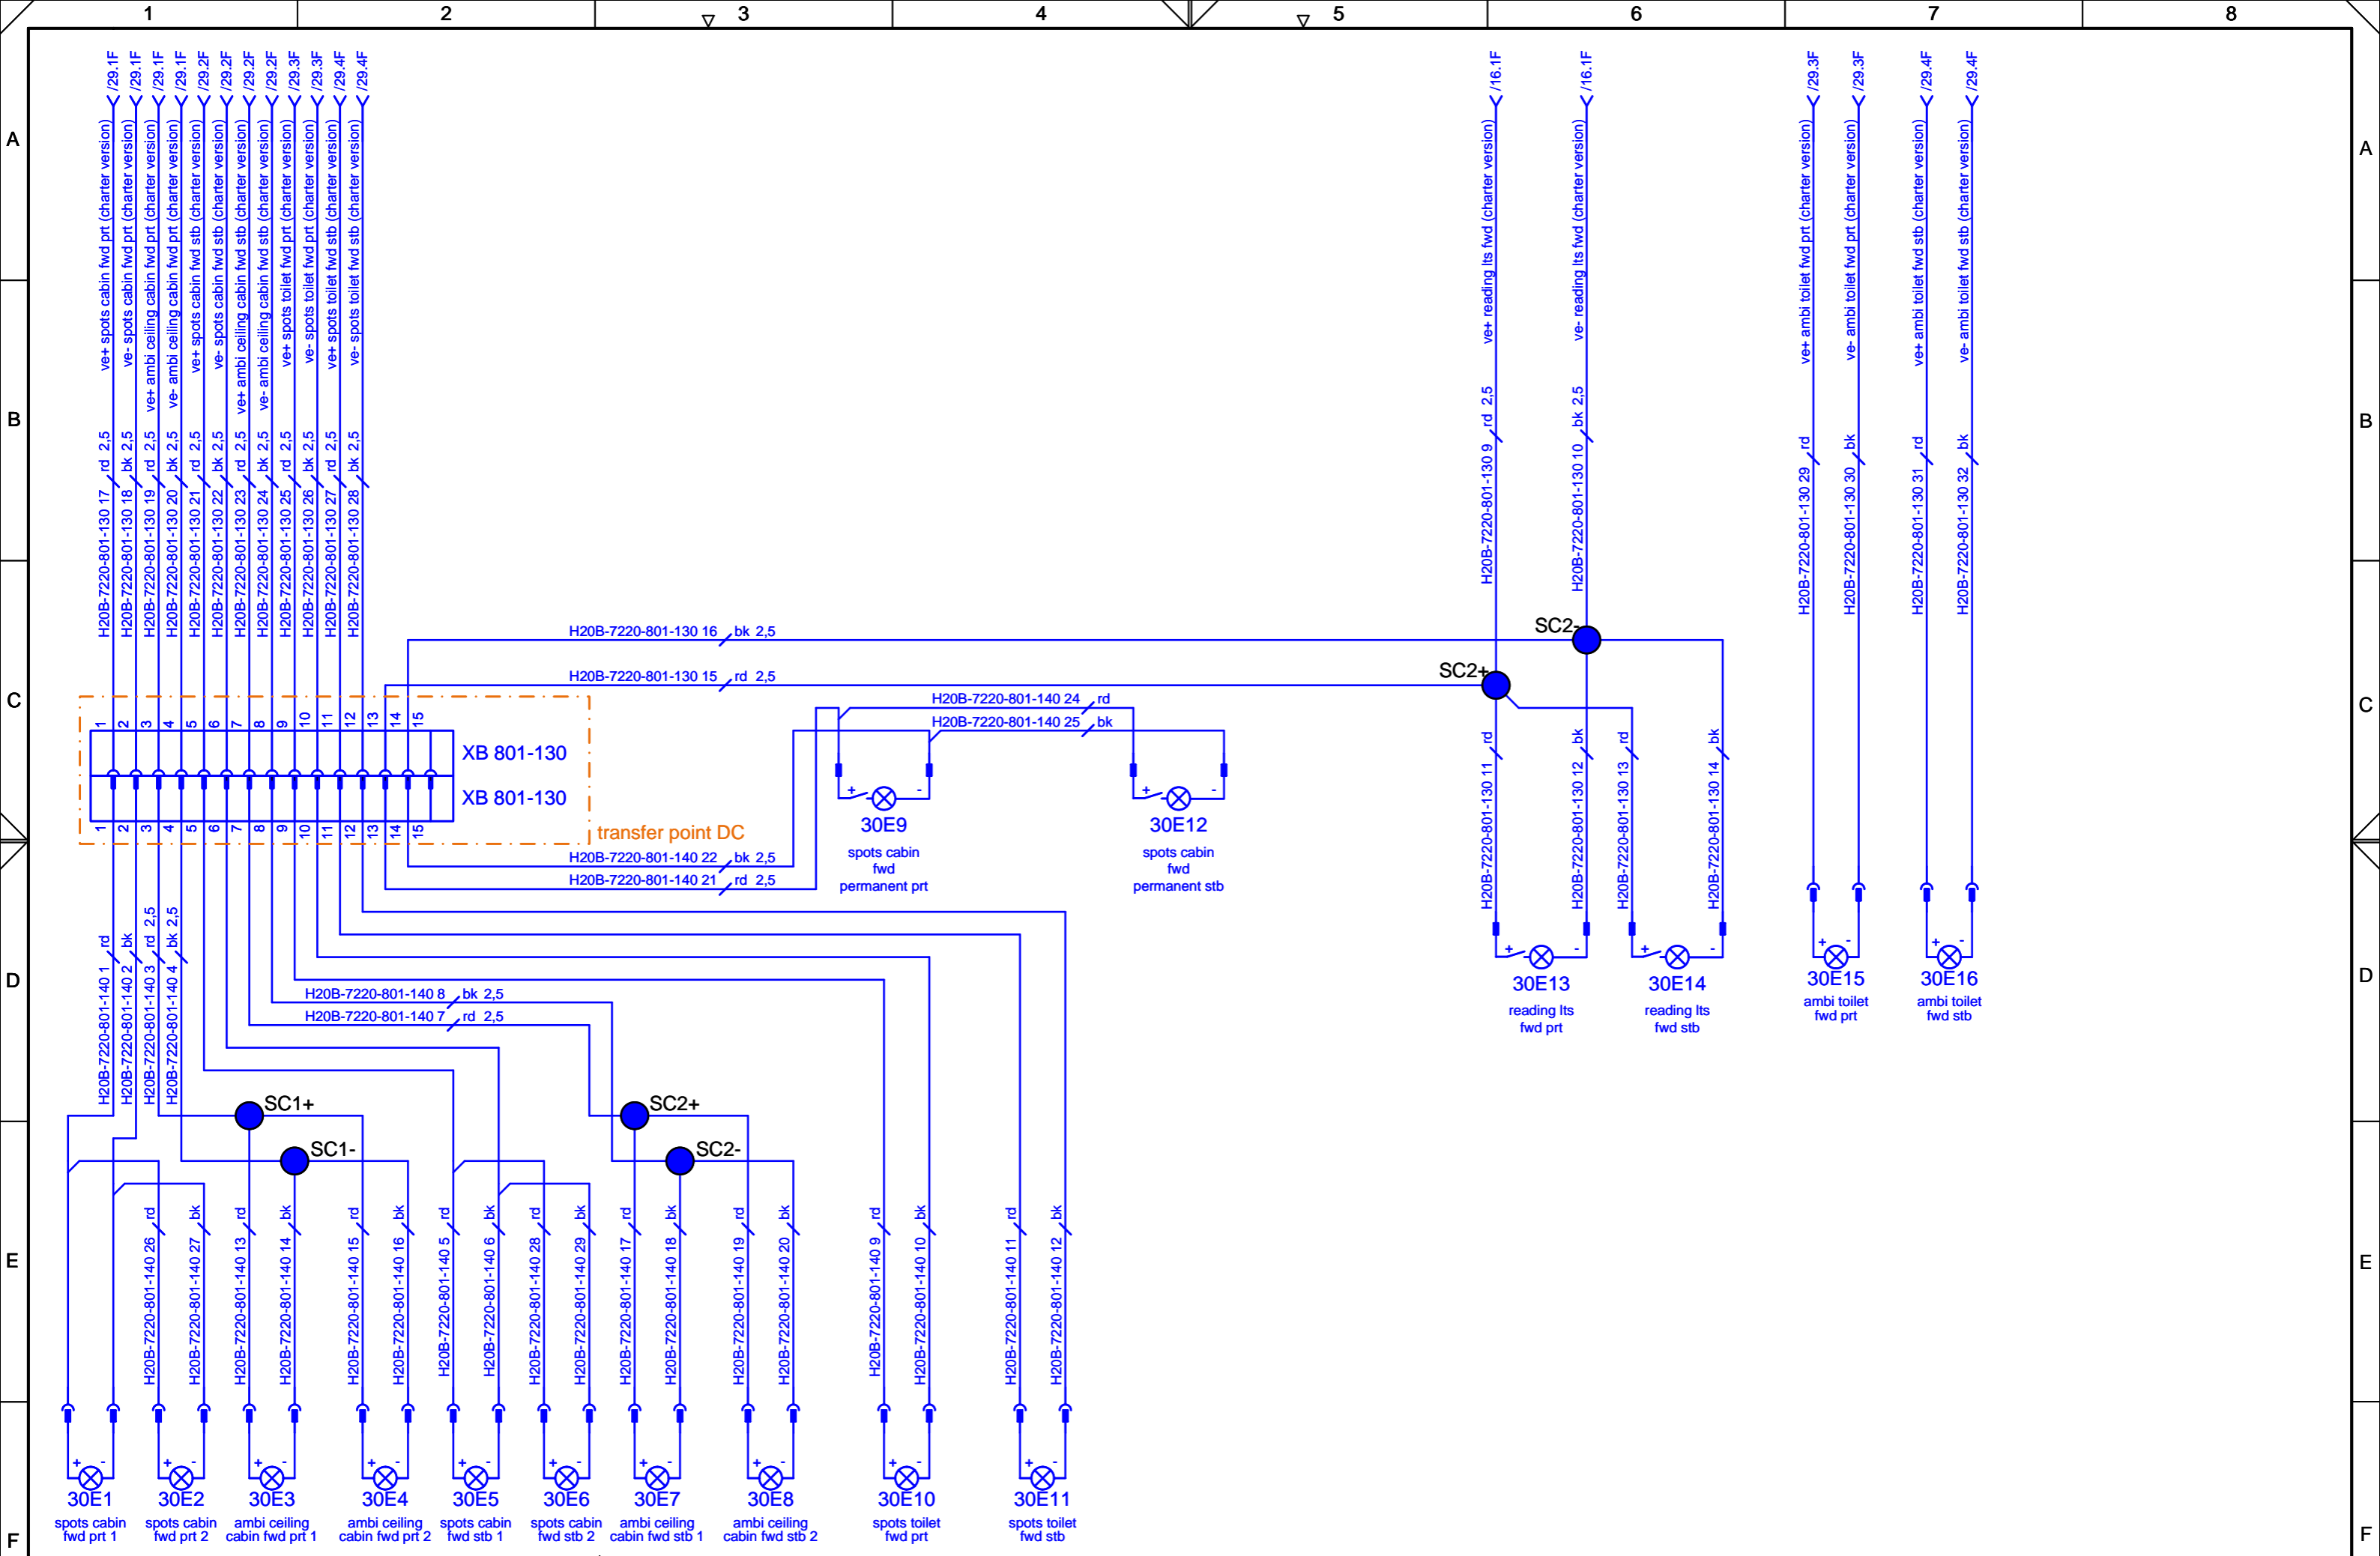 1 2 3 4 5 6 7 8
/29.1F /29.1F /29.1F /29.1F /29.2F /29.2F /29.2F /29.2F /29.3F /29.3F /29.4F /29.4F /16.1F /16.1F /29.3F /29.3F /29.4F /29.4F
A A
ve+ spots cabin fwd prt (charter version)
ve- spots cabin fwd prt (charter version)
ve+ ambi ceiling cabin fwd prt (charter version)
ve- ambi ceiling cabin fwd prt (charter version)
ve+ spots cabin fwd stb (charter version)
ve- spots cabin fwd stb (charter version)
ve+ ambi ceiling cabin fwd stb (charter version)
ve- ambi ceiling cabin fwd stb (charter version)
ve+ spots toilet fwd prt (charter version)
ve- spots toilet fwd prt (charter version)
ve+ spots toilet fwd stb (charter version)
ve- spots toilet fwd stb (charter version)
ve+ reading lts fwd (charter version)
ve- reading lts fwd (charter version)
ve+ ambi toilet fwd prt (charter version)
ve- ambi toilet fwd prt (charter version)
ve+ ambi toilet fwd stb (charter version)
ve- ambi toilet fwd stb (charter version)
B B
H20B-7220-801-130 17 rd 2,5
H20B-7220-801-130 18 bk 2,5
H20B-7220-801-130 19 rd 2,5
H20B-7220-801-130 20 bk 2,5
H20B-7220-801-130 21 rd 2,5
H20B-7220-801-130 22 bk 2,5
H20B-7220-801-130 23 rd 2,5
H20B-7220-801-130 24 bk 2,5
H20B-7220-801-130 25 rd 2,5
H20B-7220-801-130 26 bk 2,5
H20B-7220-801-130 27 rd 2,5
H20B-7220-801-130 28 bk 2,5
H20B-7220-801-130 9 rd 2,5
H20B-7220-801-130 10 bk 2,5
H20B-7220-801-130 29 rd
H20B-7220-801-130 30 bk
H20B-7220-801-130 31 rd
H20B-7220-801-130 32 bk
H20B-7220-801-130 16 bk 2,5
SC2-
H20B-7220-801-130 15 rd 2,5
SC2+
C C
H20B-7220-801-140 24 rd
H20B-7220-801-140 25 bk
1 2 3 4 5 6 7 8 9 10 11 12 13 14 15
XB 801-130
XB 801-130
1 2 3 4 5 6 7 8 9 10 11 12 13 14 15
transfer point DC
+ -
30E9
spots cabin
fwd
permanent prt
+ -
30E12
spots cabin
fwd
permanent stb
H20B-7220-801-130 11 rd
H20B-7220-801-130 12 bk
H20B-7220-801-130 13 rd
H20B-7220-801-130 14 bk
H20B-7220-801-140 22 bk 2,5
H20B-7220-801-140 21 rd 2,5
D D
H20B-7220-801-140 1 rd
H20B-7220-801-140 2 bk
H20B-7220-801-140 3 rd 2,5
H20B-7220-801-140 4 bk 2,5
H20B-7220-801-140 8 bk 2,5
H20B-7220-801-140 7 rd 2,5
+ -
30E13
reading lts
fwd prt
+ -
30E14
reading lts
fwd stb
+ -
30E15
ambi toilet
fwd prt
+ -
30E16
ambi toilet
fwd stb
SC1+
SC1-
SC2+
SC2-
E E
H20B-7220-801-140 26 rd
H20B-7220-801-140 27 bk
H20B-7220-801-140 13 rd
H20B-7220-801-140 14 bk
H20B-7220-801-140 15 rd
H20B-7220-801-140 16 bk
H20B-7220-801-140 5 rd
H20B-7220-801-140 6 bk
H20B-7220-801-140 28 rd
H20B-7220-801-140 29 bk
H20B-7220-801-140 17 rd
H20B-7220-801-140 18 bk
H20B-7220-801-140 19 rd
H20B-7220-801-140 20 bk
H20B-7220-801-140 9 rd
H20B-7220-801-140 10 bk
H20B-7220-801-140 11 rd
H20B-7220-801-140 12 bk
F F
+ -
30E1
spots cabin
fwd prt 1
+ -
30E2
spots cabin
fwd prt 2
+ -
30E3
ambi ceiling
cabin fwd prt 1
+ -
30E4
ambi ceiling
cabin fwd prt 2
+ -
30E5
spots cabin
fwd stb 1
+ -
30E6
spots cabin
fwd stb 2
+ -
30E7
ambi ceiling
cabin fwd stb 1
+ -
30E8
ambi ceiling
cabin fwd stb 2
+ -
30E10
spots toilet
fwd prt
+ -
30E11
spots toilet
fwd stb